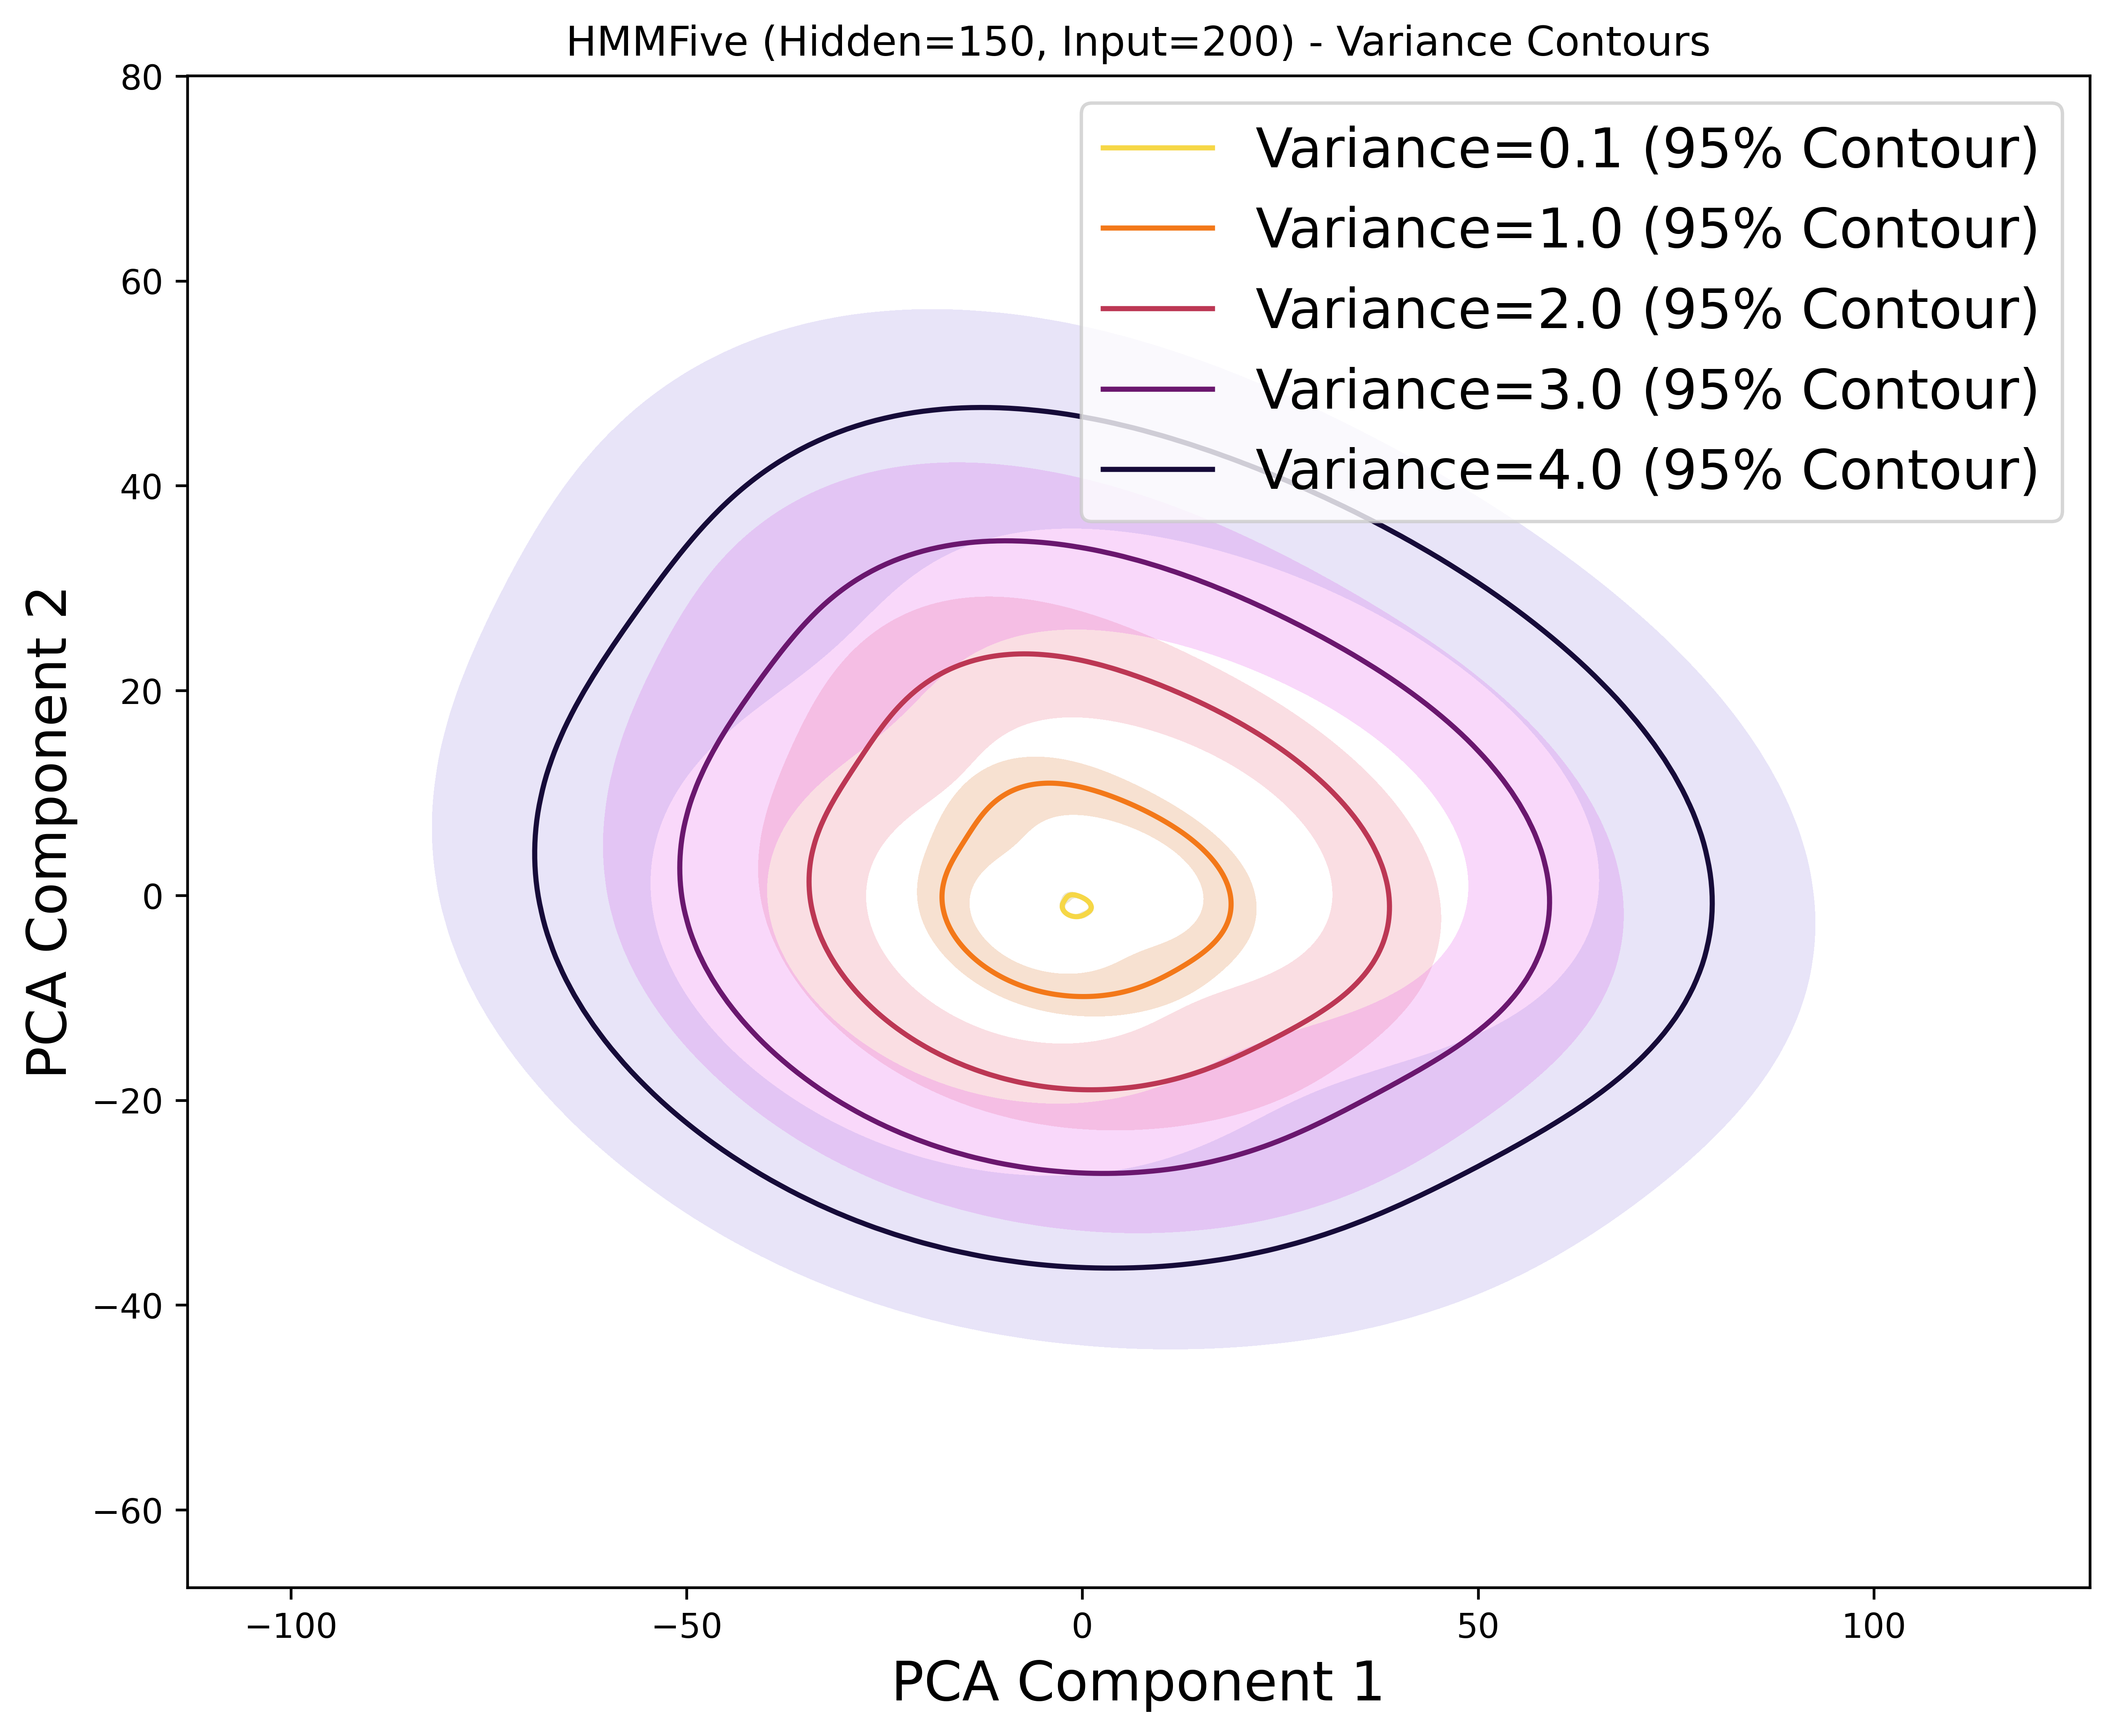 HMMFive (Hidden=150, Input=200) - Variance Contours
80
60
40
20
0
−20
−40
−60
PCA Component 2
Variance=0.1 (95% Contour)
Variance=1.0 (95% Contour)
Variance=2.0 (95% Contour)
Variance=3.0 (95% Contour)
Variance=4.0 (95% Contour)
−100
−50
0
50
100
PCA Component 1